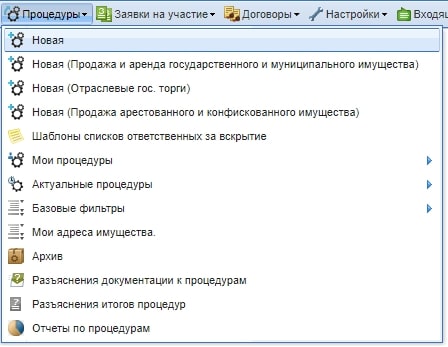 Процедуры Заявки на участие Договоры Настройки
Новая
Новая (Продажа и аренда государственного и муниципального имущества)
Новая (Отраслевые гос. торги)
Новая (Продажа арестованного и конфискованного имущества)
Шаблоны списков ответственных за вскрытие
Мои процедуры
Актуальные процедуры
Базовые фильтры
Мои адреса имущества.
Архив
Разъяснения документации к процедурам
Разъяснения итогов процедур
Отчеты по процедурам